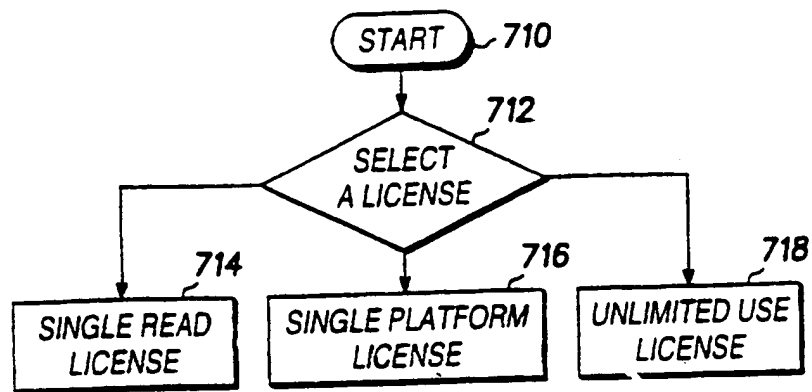 START
710
712
SELECT
A LICENSE
714
716
718
SINGLE READ
LICENSE
SINGLE PLATFORM
LICENSE
UNLIMITED USE
LICENSE